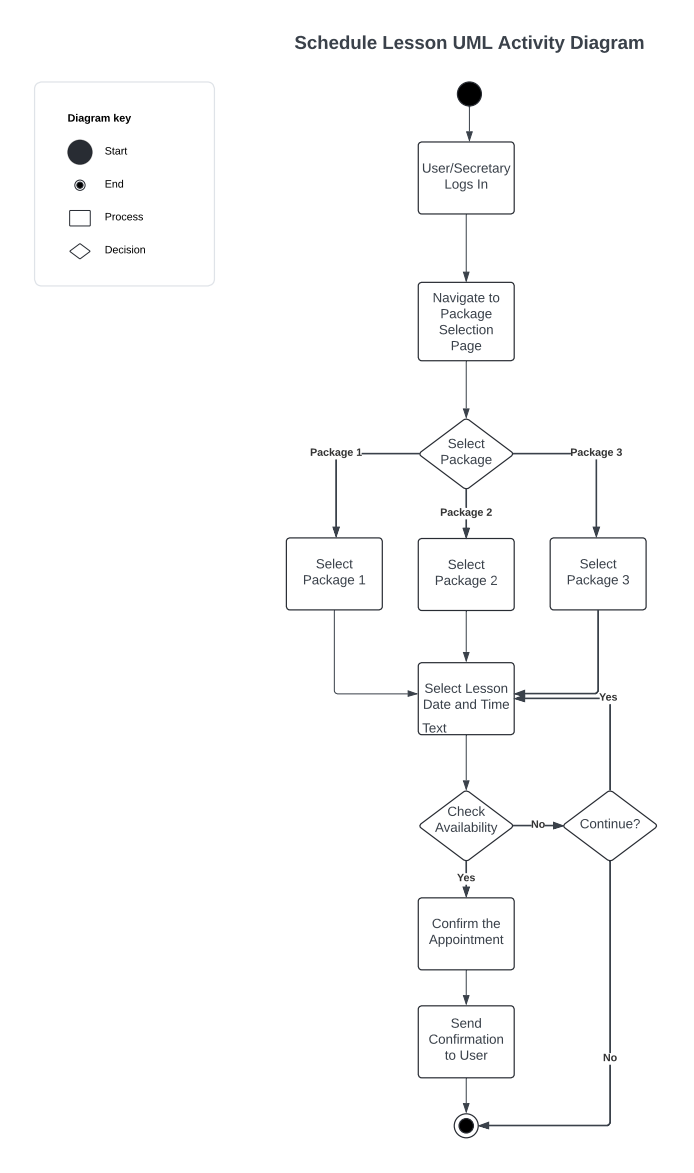 Schedule Lesson UML Activity Diagram
Diagram key
Start
End
Process
Decision
User/Secretary
Logs In
Navigate to
Package
Selection
Page
Select
Package
Package 1
Package 3
Package 2
Select
Package 1
Select
Package 2
Select
Package 3
Select Lesson
Date and Time
Text
Yes
Check
Availability
No
Continue?
Yes
Confirm the
Appointment
Send
Confirmation
to User
No